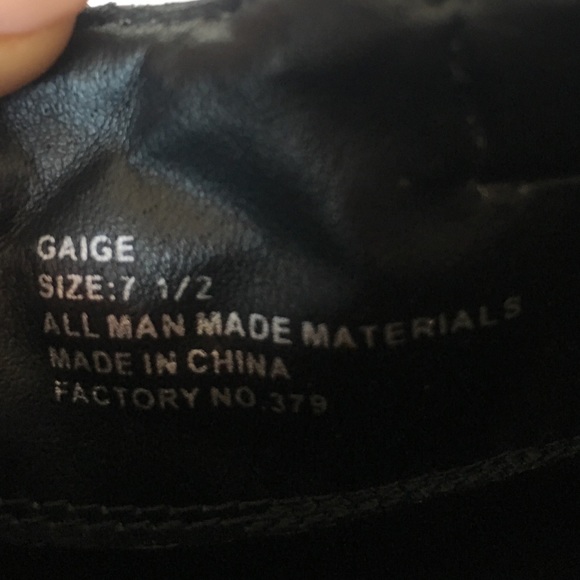 GAIGE
SIZE:7 1/2
ALL MAN MADE MATERIALS
MADE IN CHINA
FACTORY NO.379